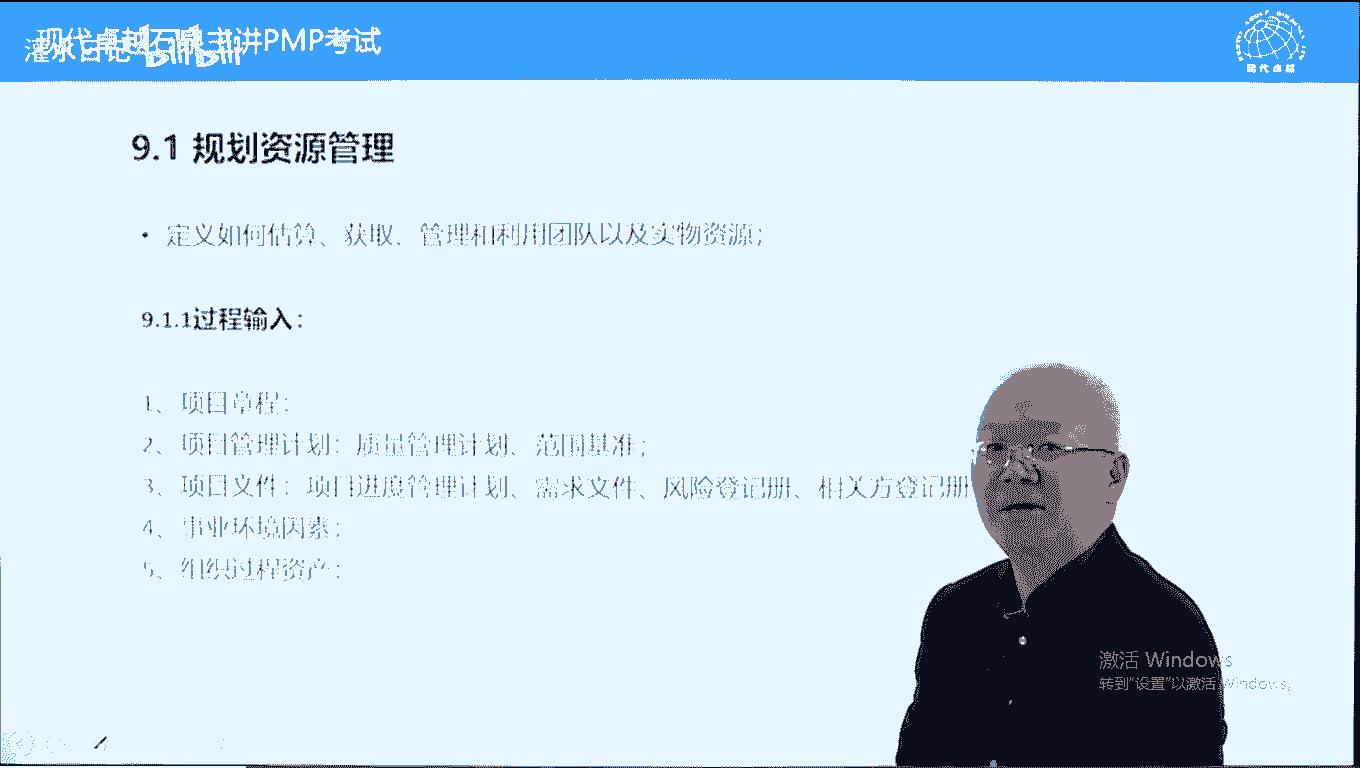 现代卓越石鼎主讲PMP考试
灌水日记 bilibili
现代卓越
9.1 规划资源管理
• 定义如何估算、获取、管理和利用团队以及实物资源;
9.1.1过程输入:
1、项目章程:
2、项目管理计划: 质量管理计划、范围基准;
3、项目文件: 项目进度管理计划、需求文件、风险登记册、相关方登记册
4、事业环境因素;
5、组织过程资产:
激活 Windows
转到"设置"以激活 Windows。